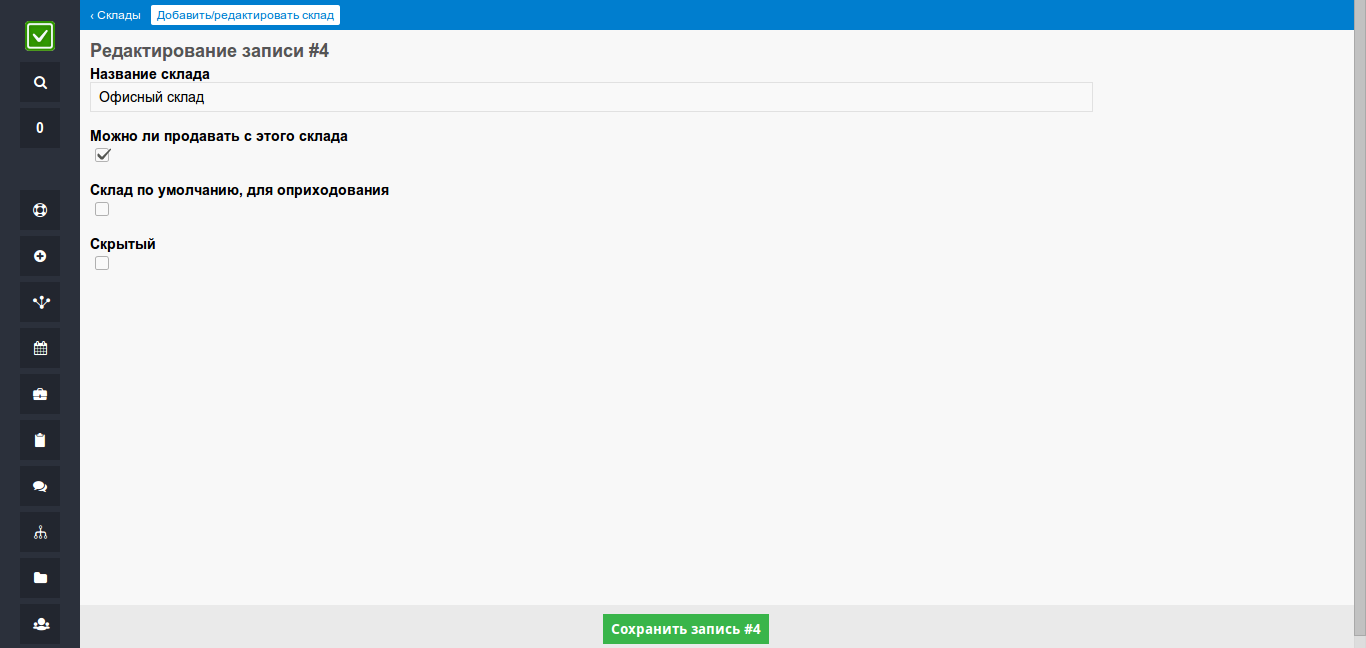 ‹ Склады Добавить/редактировать склад
Редактирование записи #4
Название склада
Офисный склад
0
Можно ли продавать с этого склада
Склад по умолчанию, для оприходования
Скрытый
Сохранить запись #4